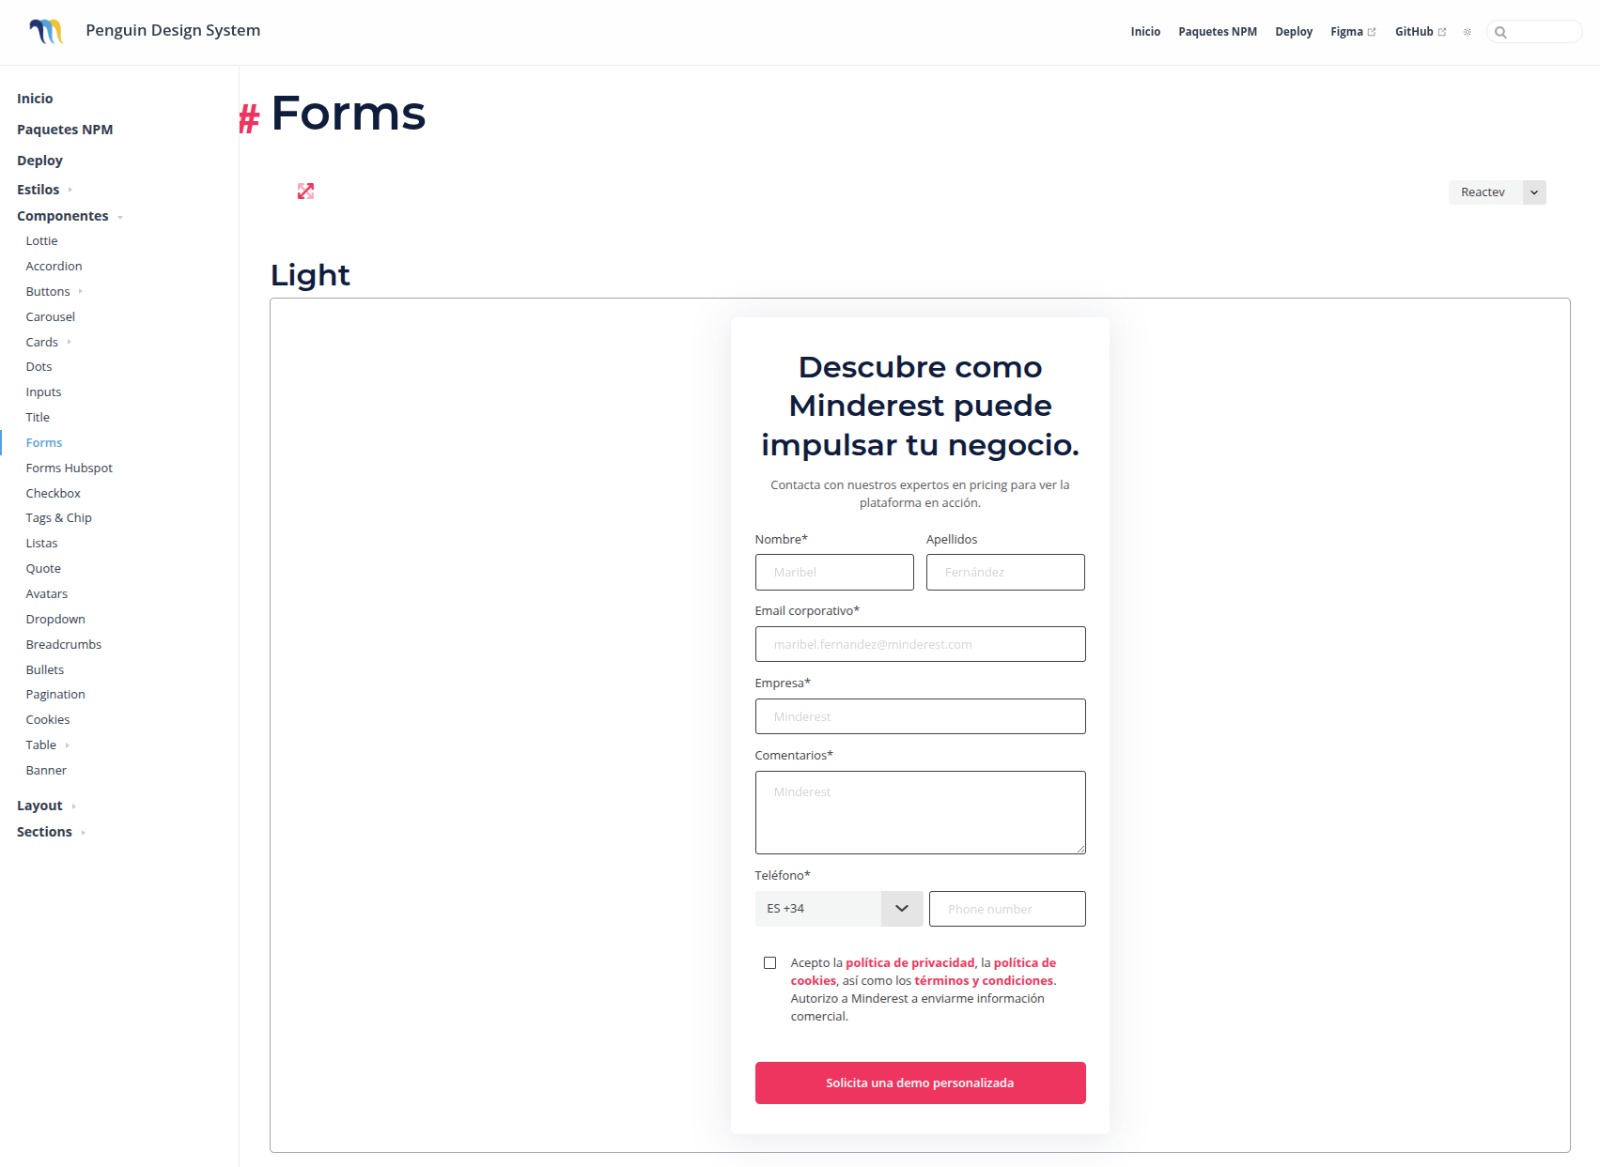 Penguin Design System
Inicio
Paquetes NPM
Deploy
Figma
GitHub
Inicio
Paquetes NPM
Deploy
Estilos
Componentes
Lottie
Accordion
Buttons
Carousel
Cards
Dots
Inputs
Title
Forms
Forms Hubspot
Checkbox
Tags & Chip
Listas
Quote
Avatars
Dropdown
Breadcrumbs
Bullets
Pagination
Cookies
Table
Banner
Layout
Sections
# Forms
Reactev
Light
Descubre como
Minderest puede
impulsar tu negocio.
Contacta con nuestros expertos en pricing para ver la
plataforma en acción.
Nombre*
Apellidos
Maribel
Fernández
Email corporativo*
maribel.fernandez@minderest.com
Empresa*
Minderest
Comentarios*
Minderest
Teléfono*
ES +34
Phone number
Acepto la política de privacidad, la política de
cookies, así como los términos y condiciones.
Autorizo a Minderest a enviarme información
comercial.
Solicita una demo personalizada